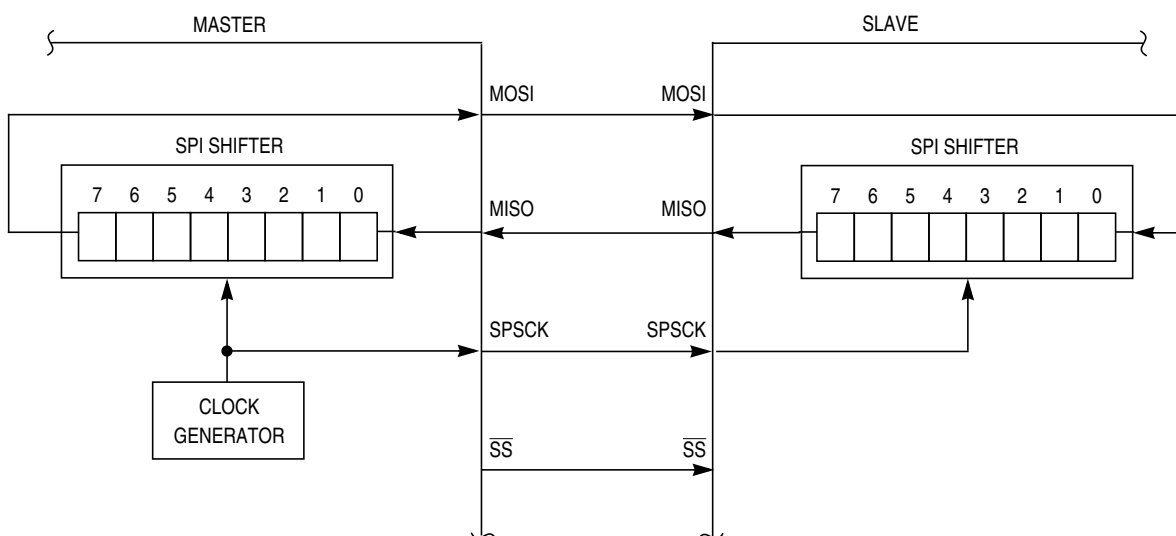 MASTER SLAVE
MOSI MOSI
SPI SHIFTER SPI SHIFTER
7 6 5 4 3 2 1 0 7 6 5 4 3 2 1 0
MISO MISO
SPSCK SPSCK
CLOCK
GENERATOR
SS SS